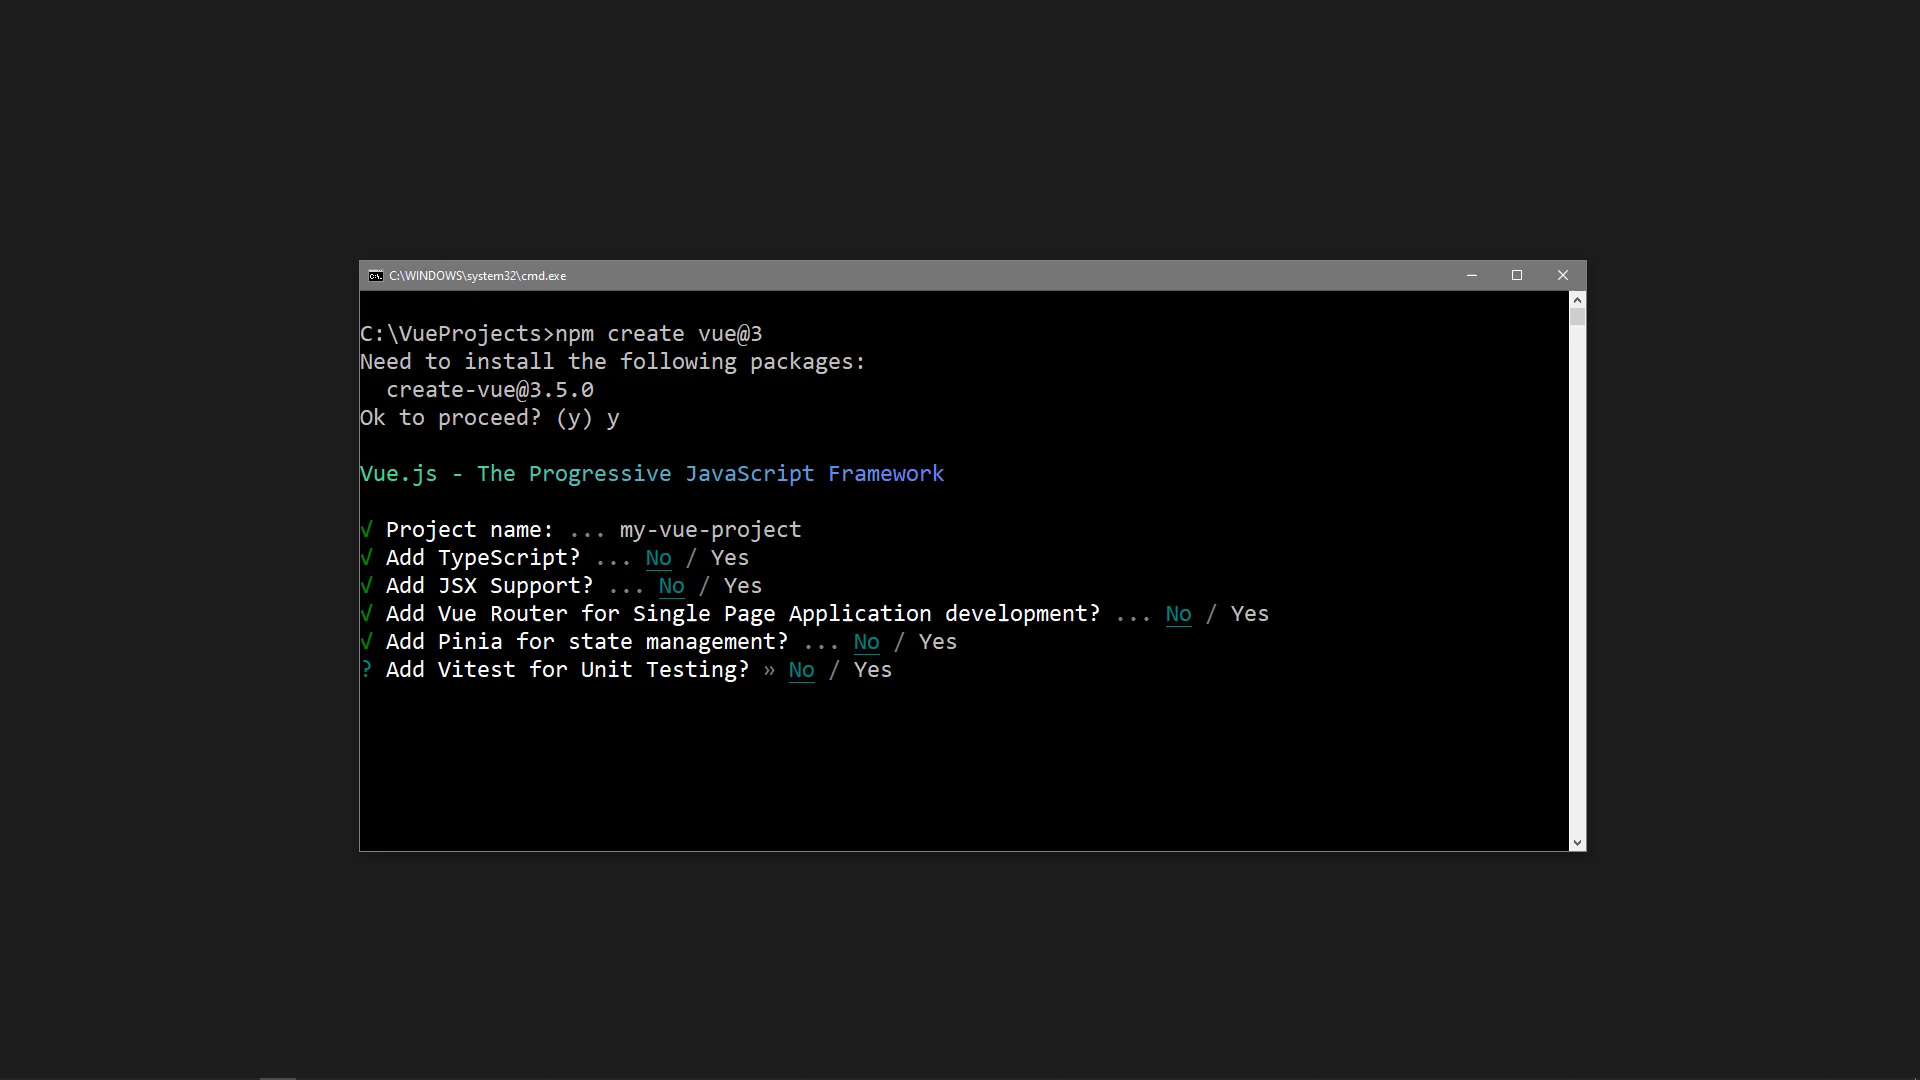 C:\WINDOWS\system32\cmd.exe
C:\VueProjects>npm create vue@3
Need to install the following packages:
  create-vue@3.5.0
Ok to proceed? (y) y
Vue.js - The Progressive JavaScript Framework
√ Project name: ... my-vue-project
√ Add TypeScript? ... No / Yes
√ Add JSX Support? ... No / Yes
√ Add Vue Router for Single Page Application development? ... No / Yes
√ Add Pinia for state management? ... No / Yes
? Add Vitest for Unit Testing? » No / Yes